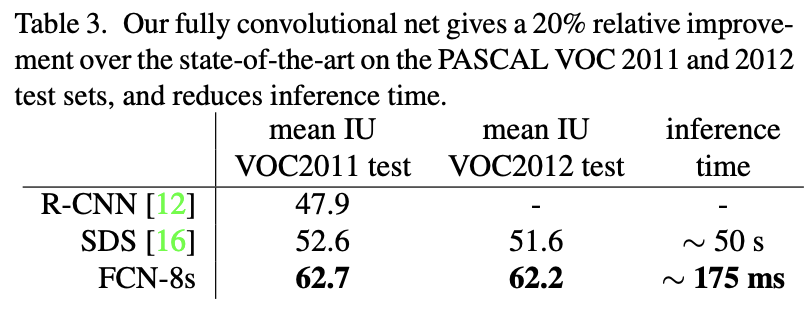 Table 3. Our fully convolutional net gives a 20% relative improve-
ment over the state-of-the-art on the PASCAL VOC 2011 and 2012
test sets, and reduces inference time.
mean IU mean IU inference
VOC2011 test VOC2012 test time
R-CNN [12] 47.9 - -
SDS [16] 52.6 51.6 ~ 50 s
FCN-8s 62.7 62.2 ~ 175 ms